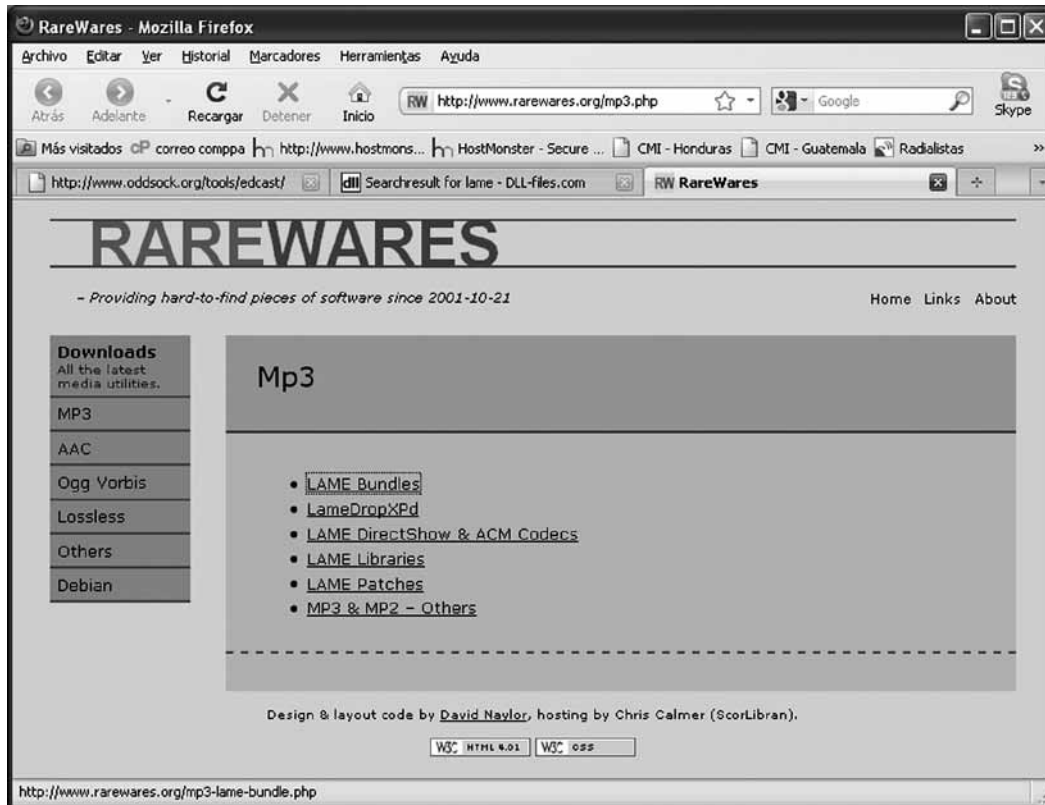 RareWares - Mozilla Firefox
Archivo Editar Ver Historial Marcadores Herramientas Ayuda
Atrás Adelante Recargar Detener Inicio RW http://www.rarewares.org/mp3.php Google Skype
Más visitados cP correo comppa http://www.hostmons... HostMonster - Secure ... CMI - Honduras CMI - Guatemala Radialistas »
http://www.oddsock.org/tools/edcast/ dll Searchresult for lame - DLL-files.com RW RareWares
RAREWARES
– Providing hard-to-find pieces of software since 2001-10-21
Home Links About
Downloads
All the latest
media utilities.
MP3
AAC
Ogg Vorbis
Lossless
Others
Debian
Mp3
• LAME Bundles
• LameDropXPd
• LAME DirectShow & ACM Codecs
• LAME Libraries
• LAME Patches
• MP3 & MP2 – Others
Design & layout code by David Naylor, hosting by Chris Calmer (ScorLibran).
W3C HTML 4.01 W3C CSS
http://www.rarewares.org/mp3-lame-bundle.php